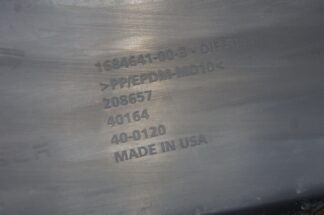 1684641-00-B - DIFF
>PP/EPDM-MD10<
208657
40164
40-0120
MADE IN USA